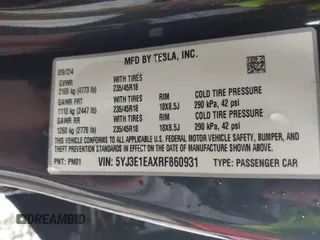 MFD BY TESLA, INC.
09/24
GVWR
2165 kg (4773 lb)
WITH TIRES
235/45R18
GAWR FRT
1110 kg (2447 lb)
WITH TIRES
235/45R18
RIM
18X8.5J
COLD TIRE PRESSURE
290 kPa, 42 psi
GAWR RR
1260 kg (2778 lb)
WITH TIRES
235/45R18
RIM
18X8.5J
COLD TIRE PRESSURE
290 kPa, 42 psi
THIS VEHICLE CONFORMS TO ALL APPLICABLE
U.S. FEDERAL MOTOR VEHICLE SAFETY, BUMPER, AND
THEFT PREVENTION STANDARDS IN EFFECT ON THE DATE
OF MANUFACTURE SHOWN ABOVE.
PNT: PN01
VIN: 5YJ3E1EAXRF860931
TYPE: PASSENGER CAR
DREAMBID